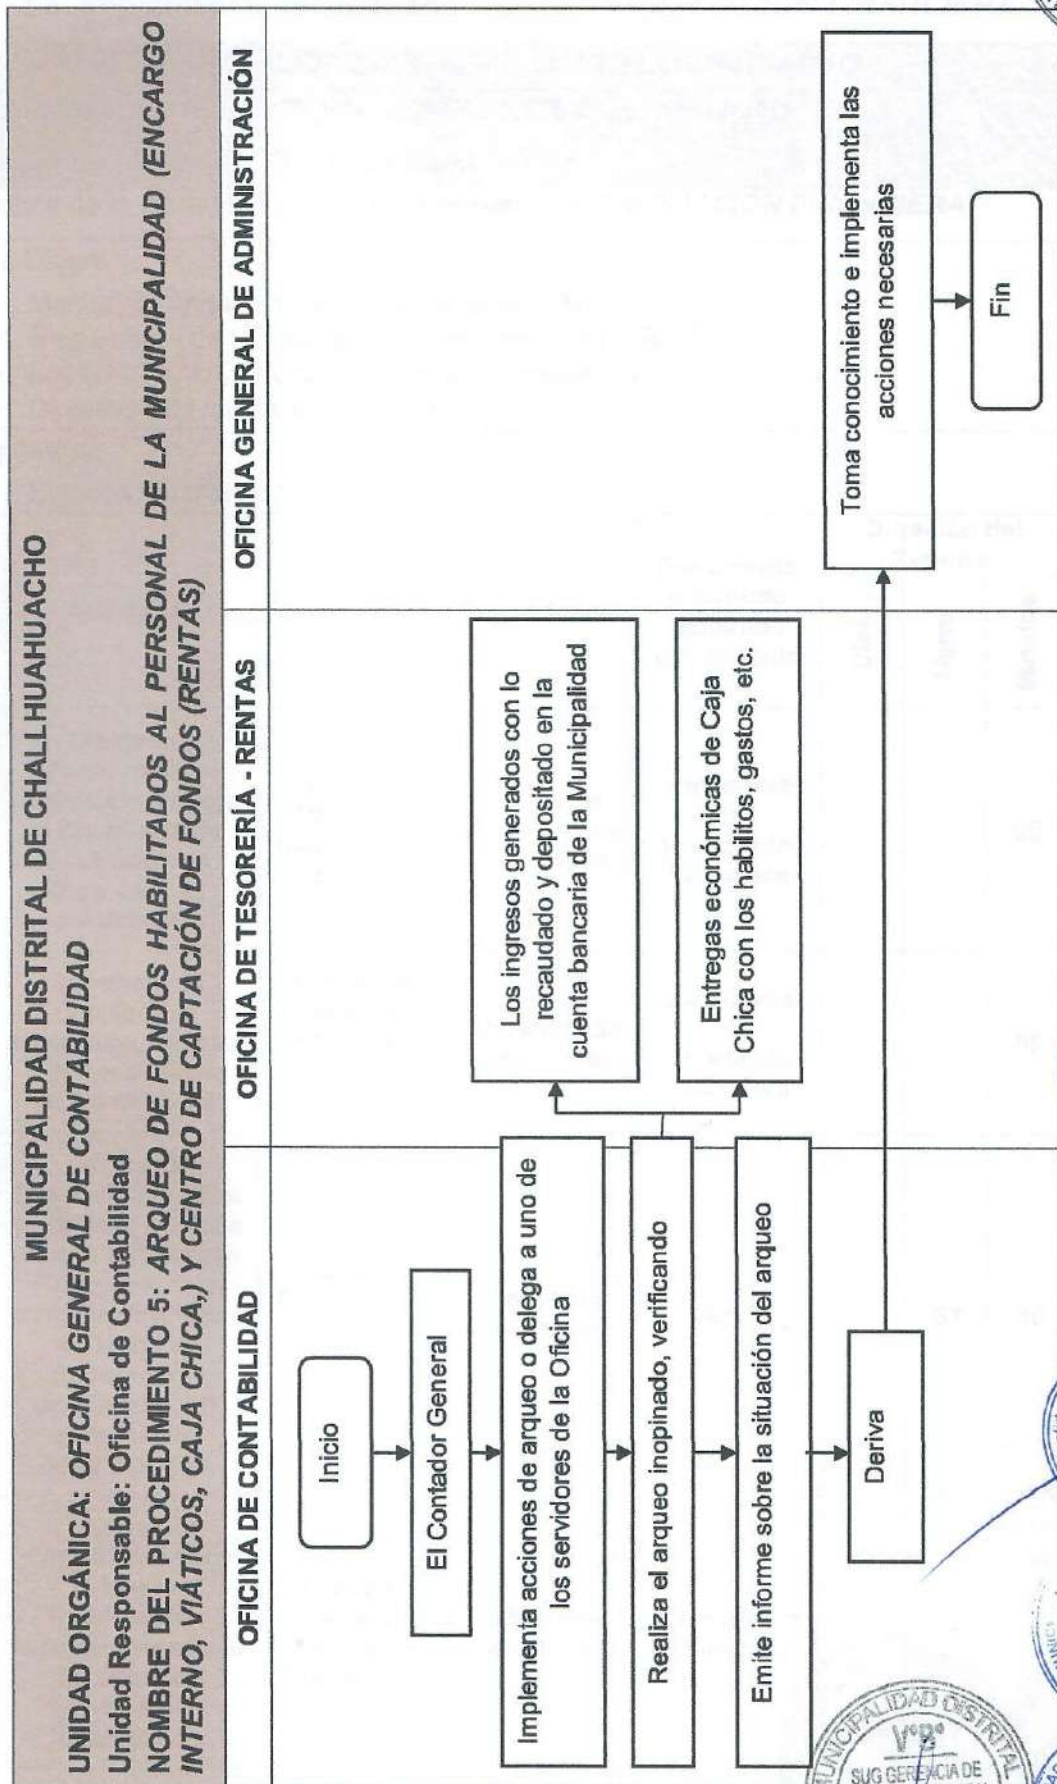 MUNICIPALIDAD DISTRITAL DE CHALLHUAHUACHO
UNIDAD ORGÁNICA: OFICINA GENERAL DE CONTABILIDAD
Unidad Responsable: Oficina de Contabilidad
NOMBRE DEL PROCEDIMIENTO 5: ARQUEO DE FONDOS HABILITADOS AL PERSONAL DE LA MUNICIPALIDAD (ENCARGO
INTERNO, VIÁTICOS, CAJA CHICA,) Y CENTRO DE CAPTACIÓN DE FONDOS (RENTAS)
OFICINA DE CONTABILIDAD
OFICINA DE TESORERÍA - RENTAS
OFICINA GENERAL DE ADMINISTRACIÓN
Inicio
El Contador General
Implementa acciones de arqueo o delega a uno de
los servidores de la Oficina
Realiza el arqueo inopinado, verificando
Los ingresos generados con lo
recaudado y depositado en la
cuenta bancaria de la Municipalidad
Entregas económicas de Caja
Chica con los habilitos, gastos, etc.
Emite informe sobre la situación del arqueo
Deriva
Toma conocimiento e implementa las
acciones necesarias
Fin
MUNICIPALIDAD DISTRITAL
V°B°
SUG GERENCIA DE